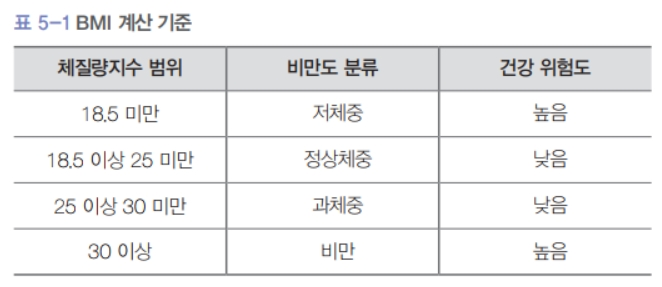 표 5-1 BMI 계산 기준
체질량지수 범위 비만도 분류 건강 위험도
18.5 미만 저체중 높음
18.5 이상 25 미만 정상체중 낮음
25 이상 30 미만 과체중 낮음
30 이상 비만 높음